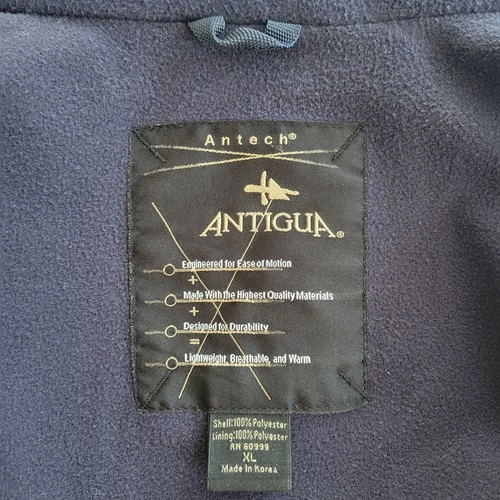 Antech®
ANTIGUA®
Engineered for Ease of Motion
+
Made With the Highest Quality Materials
+
Designed for Durability
=
Lightweight, Breathable, and Warm
Shell:100% Polyester
Lining:100% Polyester
RN 60999
XL
Made In Korea